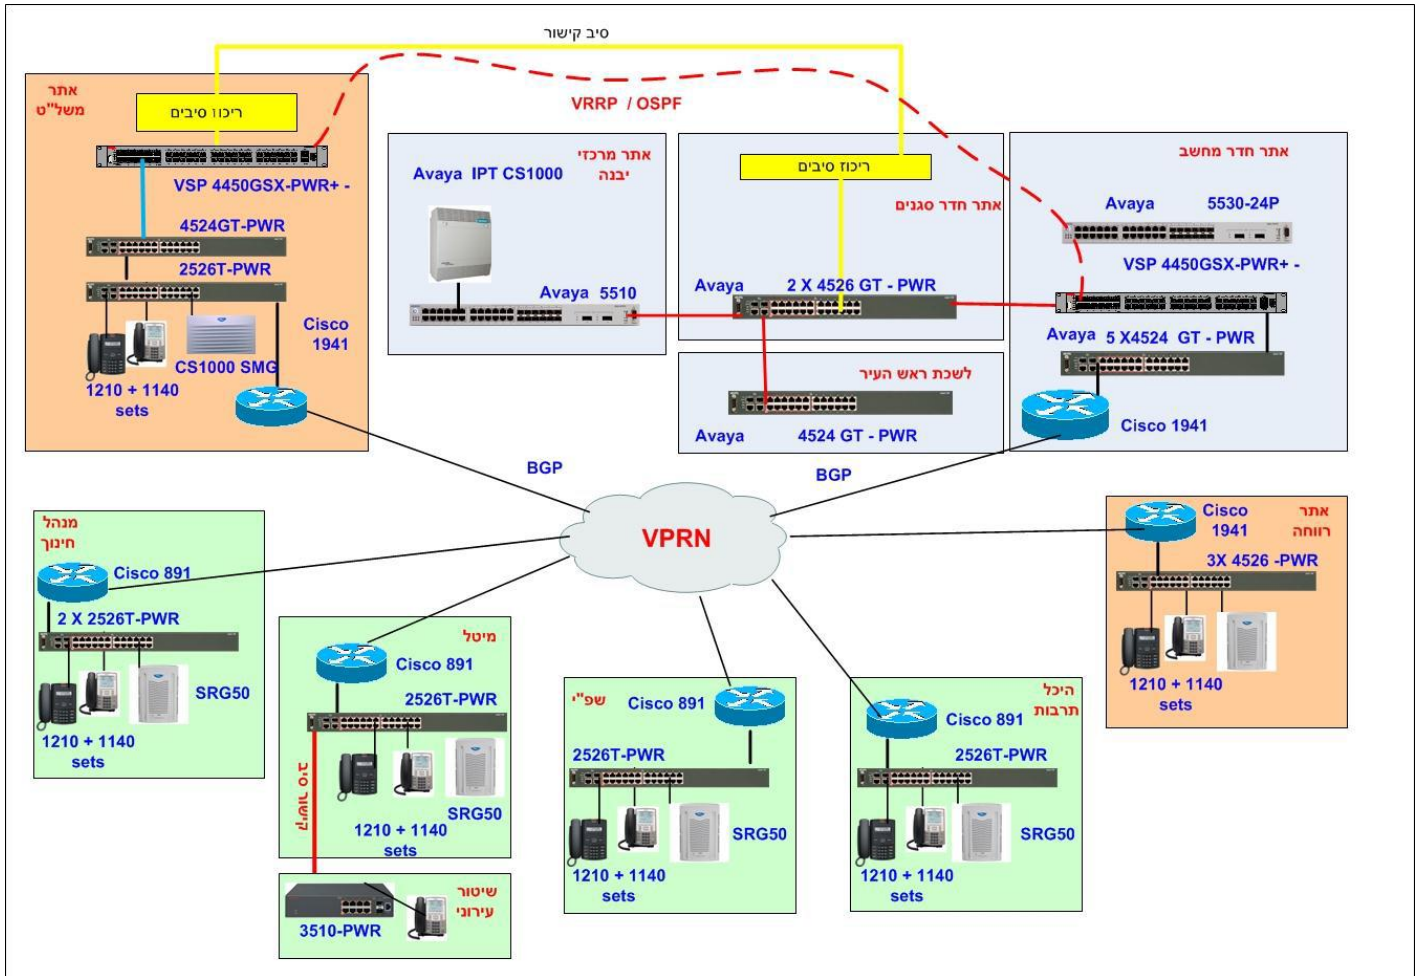 סיב קישור
VRRP / OSPF
אתר
משל"ט
ריכוז סיבים
VSP 4450GSX-PWR+ -
4524GT-PWR
2526T-PWR
Cisco
1941
CS1000 SMG
1210 + 1140
sets
אתר מרכזי
יבנה
Avaya IPT CS1000
Avaya 5510
ריכוז סיבים
אתר חדר סגנים
Avaya 2 X 4526 GT - PWR
לשכת ראש העיר
Avaya 4524 GT - PWR
אתר חדר מחשב
Avaya 5530-24P
VSP 4450GSX-PWR+ -
Avaya 5 X4524 GT - PWR
Cisco 1941
BGP
BGP
VPRN
מנהל
חינוך
Cisco 891
2 X 2526T-PWR
SRG50
1210 + 1140
sets
מיטל
Cisco 891
2526T-PWR
קישור סיב
SRG50
1210 + 1140
sets
שיטור
עירוני
3510-PWR
שפ"י
Cisco 891
2526T-PWR
SRG50
1210 + 1140
sets
היכל
תרבות
Cisco 891
2526T-PWR
SRG50
1210 + 1140
sets
אתר
רווחה
Cisco
1941
3X 4526 -PWR
1210 + 1140
sets